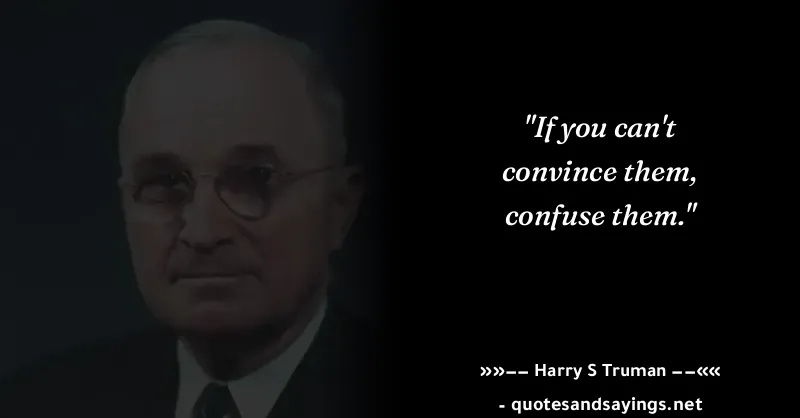 "If you can't
convince them,
confuse them."
»»–– Harry S Truman ––««
- quotesandsayings.net